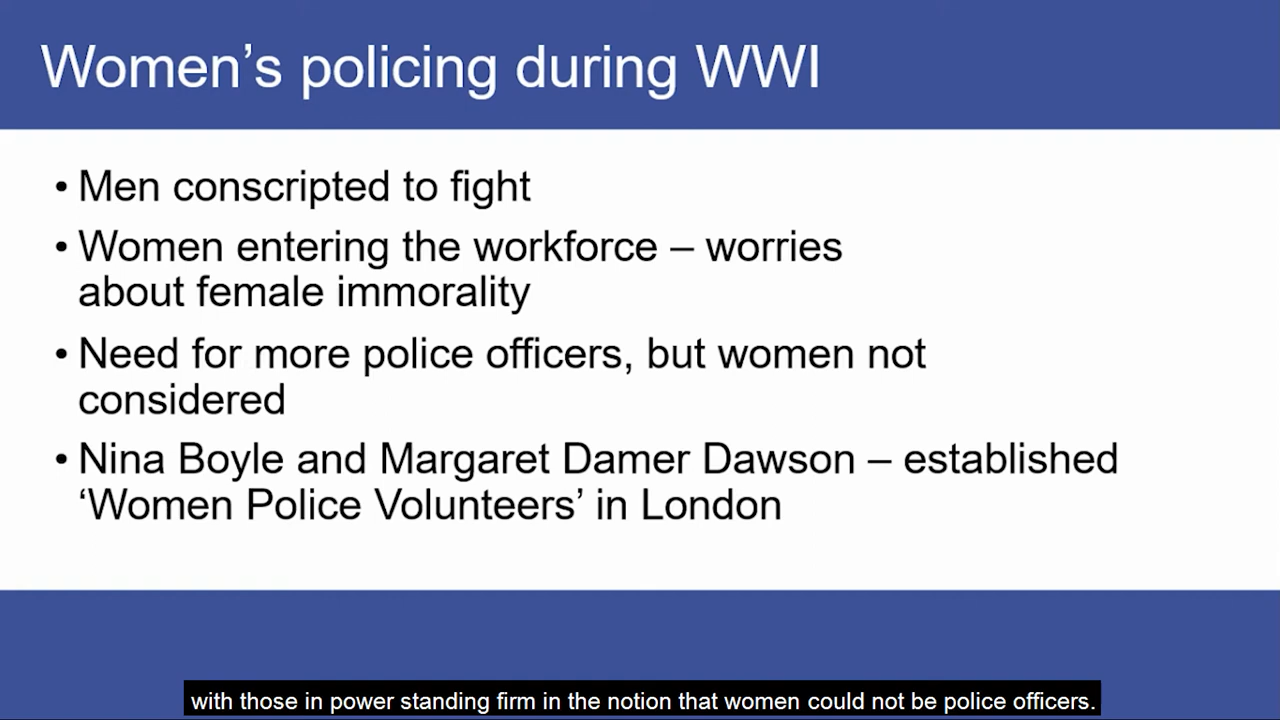 Women’s policing during WWI
• Men conscripted to fight
• Women entering the workforce – worries
about female immorality
• Need for more police officers, but women not
considered
• Nina Boyle and Margaret Damer Dawson – established
‘Women Police Volunteers’ in London
with those in power standing firm in the notion that women could not be police officers.